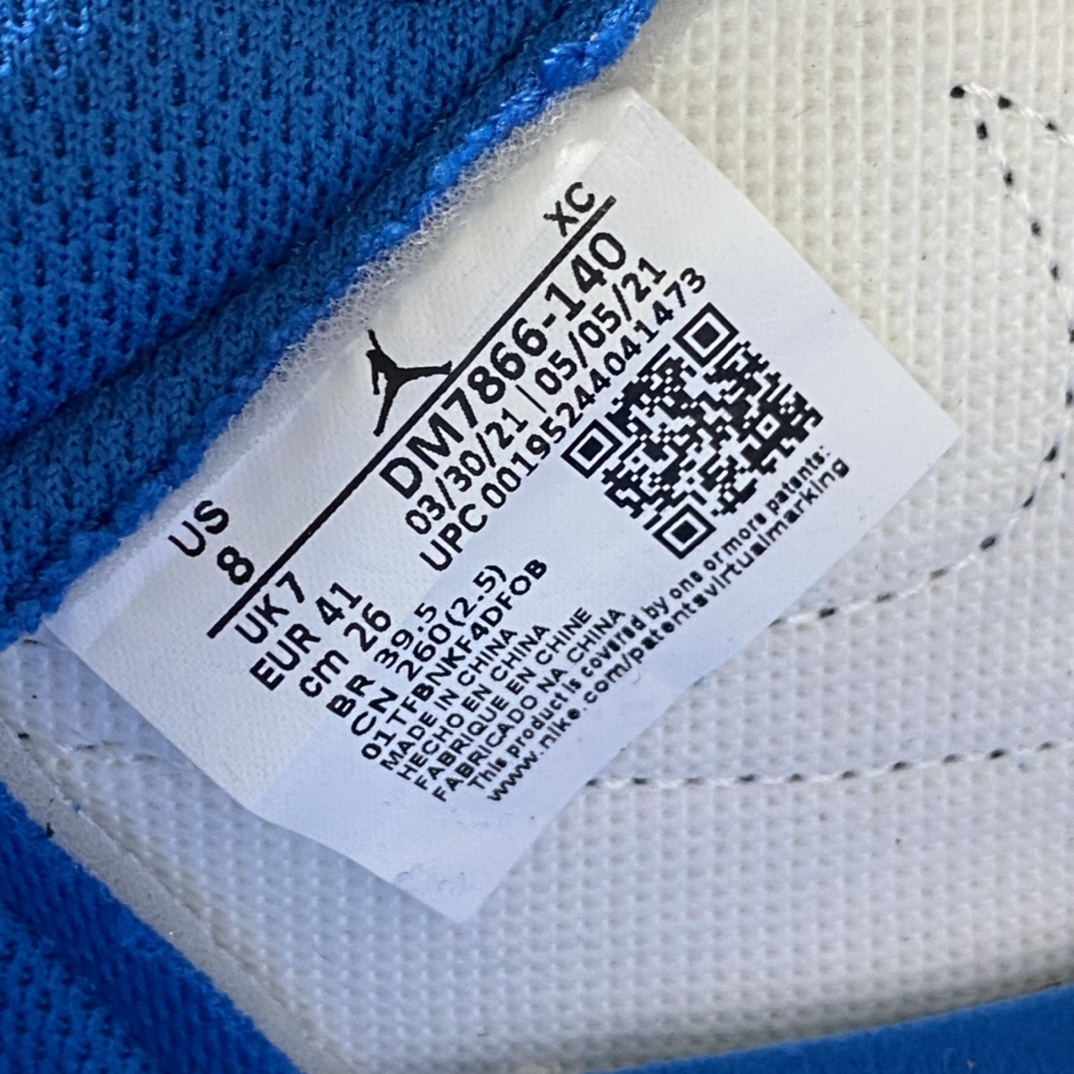 XC
DM7866-140
03/30/21 | 05/05/21
UPC 00195244041473
US
8
UK 7
EUR 41
cm 26
BR 39.5
CN 260(2.5)
01TFBNKF4DFOB
MADE IN CHINA
HECHO EN CHINA
FABRIQUE EN CHINE
FABRICADO NA CHINA
This product is covered by one or more patents:
www.nike.com/patentsvirtualmarking